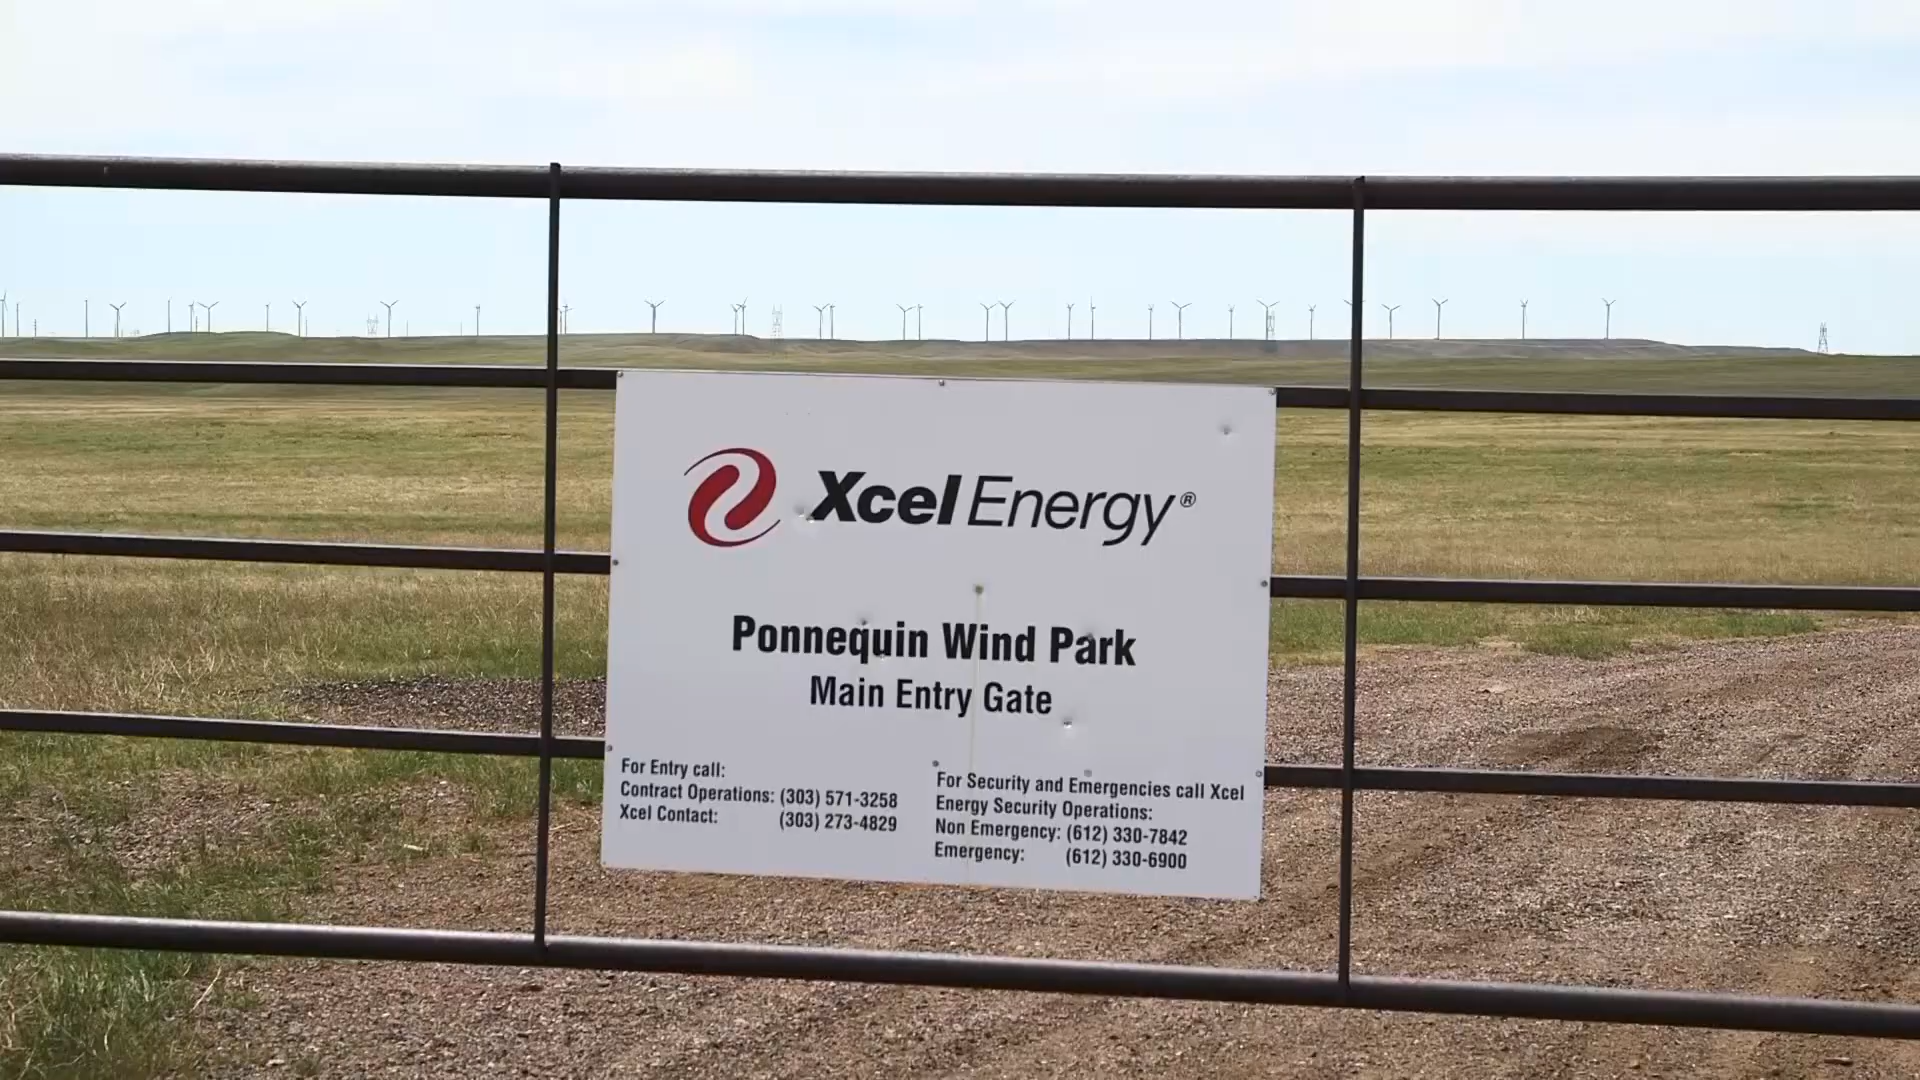 Xcel Energy®
Ponnequin Wind Park
Main Entry Gate
For Entry call:
Contract Operations: (303) 571-3258
Xcel Contact: (303) 273-4829
For Security and Emergencies call Xcel
Energy Security Operations:
Non Emergency: (612) 330-7842
Emergency: (612) 330-6900